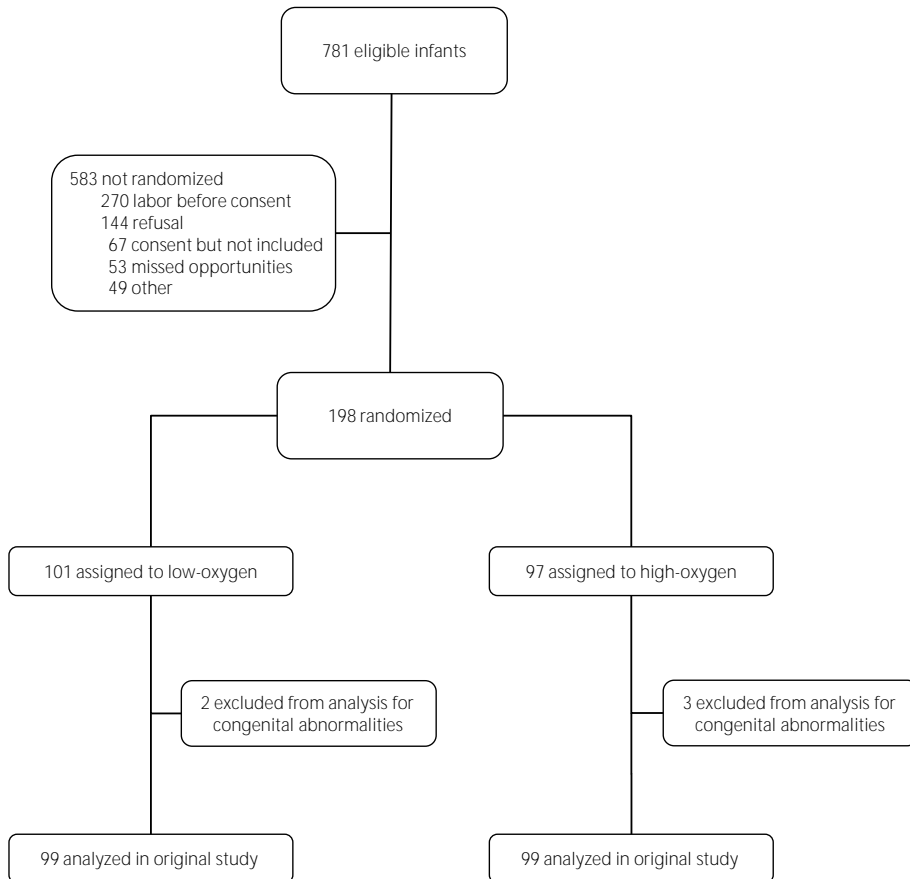 781 eligible infants
583 not randomized
270 labor before consent
144 refusal
67 consent but not included
53 missed opportunities
49 other
198 randomized
101 assigned to low-oxygen
97 assigned to high-oxygen
2 excluded from analysis for
congenital abnormalities
3 excluded from analysis for
congenital abnormalities
99 analyzed in original study
99 analyzed in original study